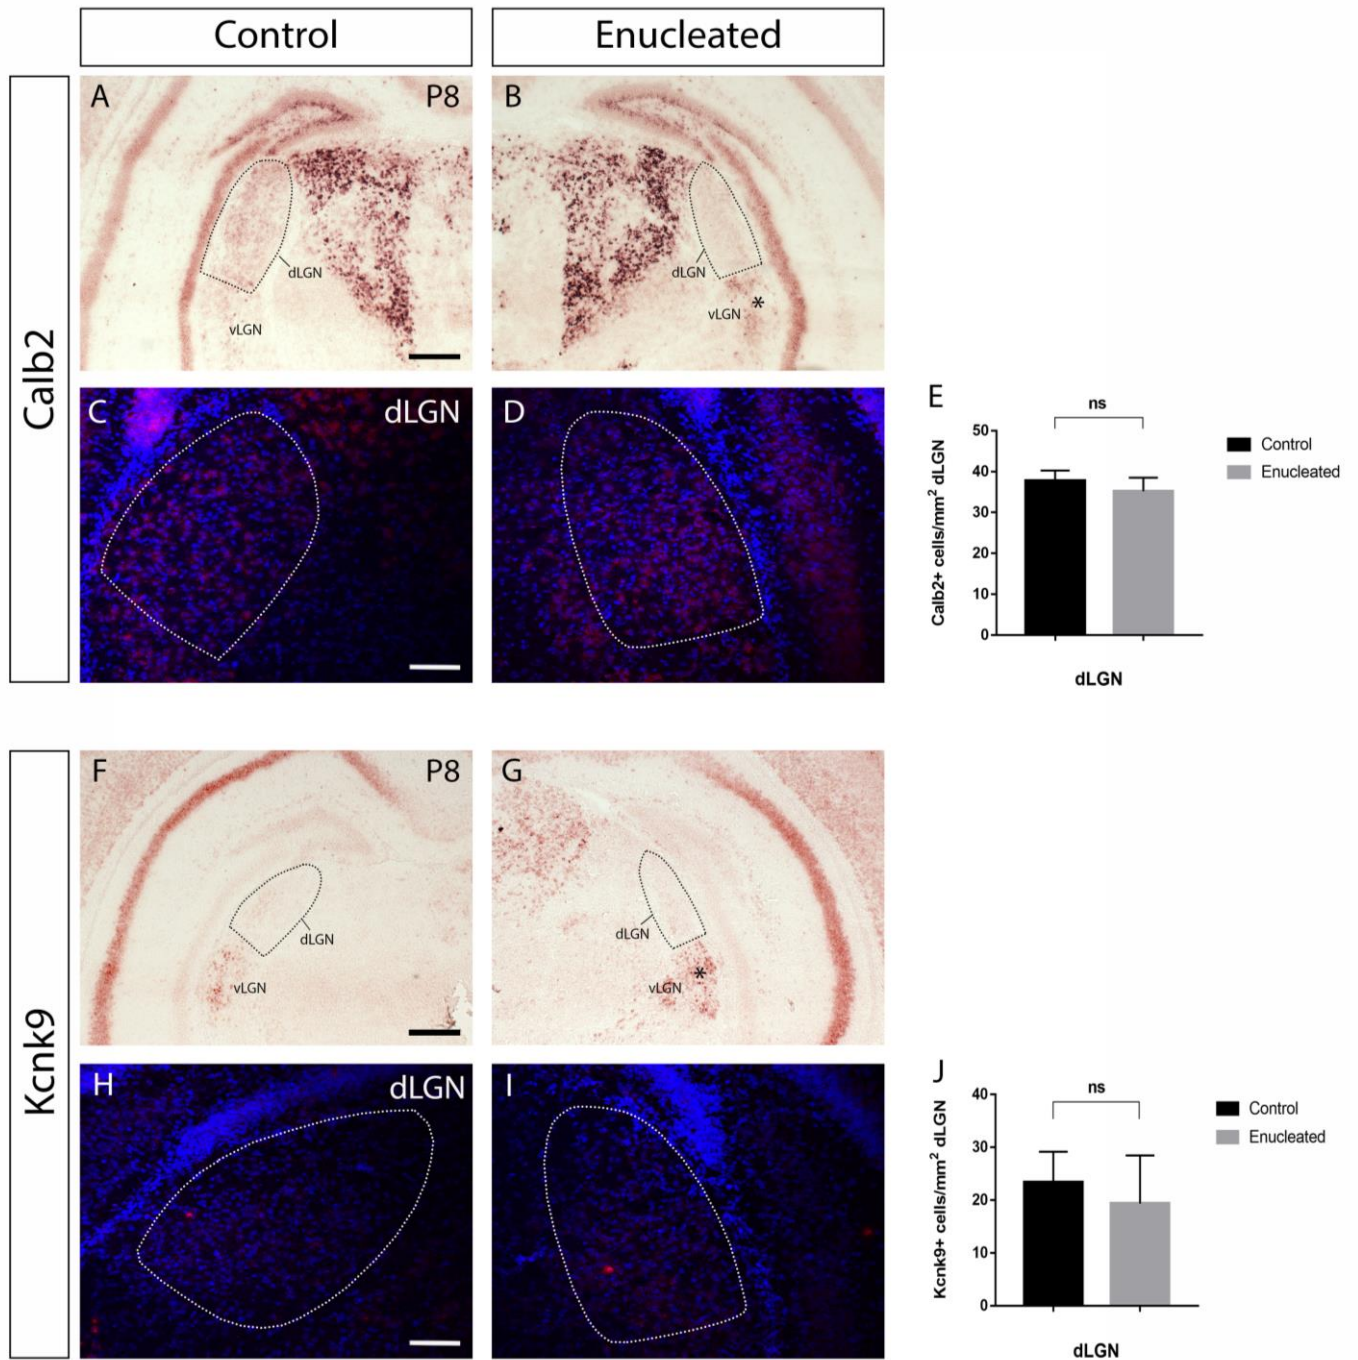 Control
Enucleated
Calb2
A
P8
dLGN
vLGN
B
dLGN
vLGN
*
C
dLGN
D
E
ns
50
40
30
20
10
0
Calb2+ cells/mm² dLGN
dLGN
Control
Enucleated
Kcnk9
F
P8
dLGN
vLGN
G
dLGN
vLGN
*
H
dLGN
I
J
ns
40
30
20
10
0
Kcnk9+ cells/mm² dLGN
dLGN
Control
Enucleated